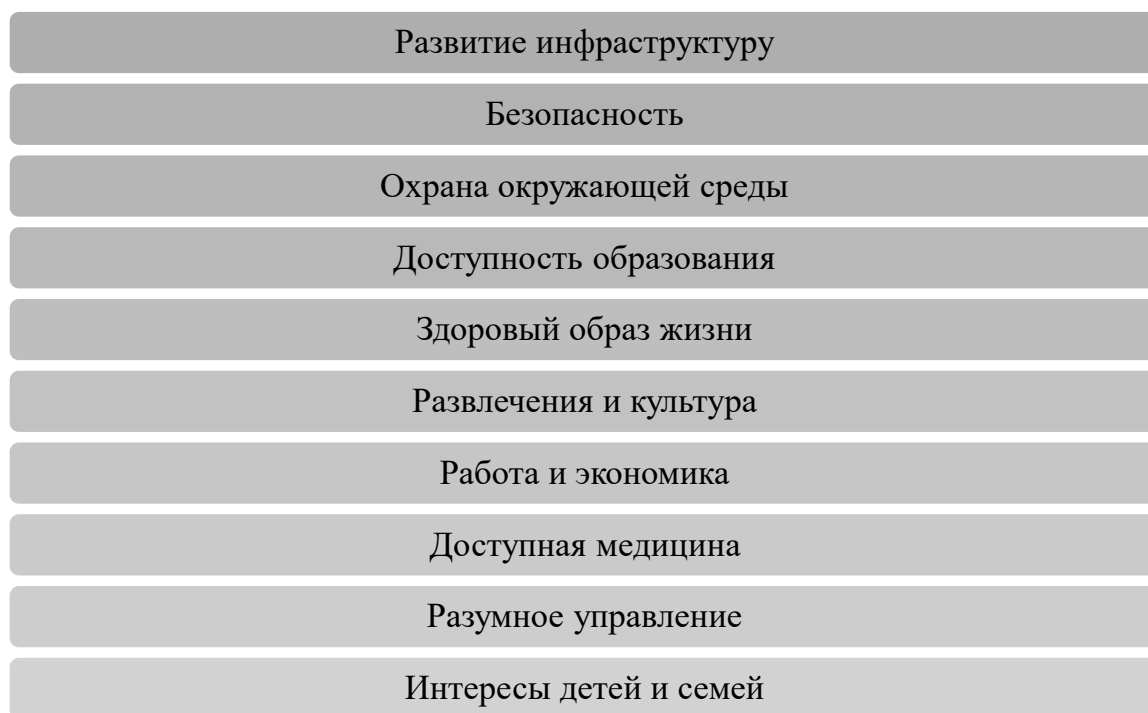 Развитие инфраструктуру
Безопасность
Охрана окружающей среды
Доступность образования
Здоровый образ жизни
Развлечения и культура
Работа и экономика
Доступная медицина
Разумное управление
Интересы детей и семей